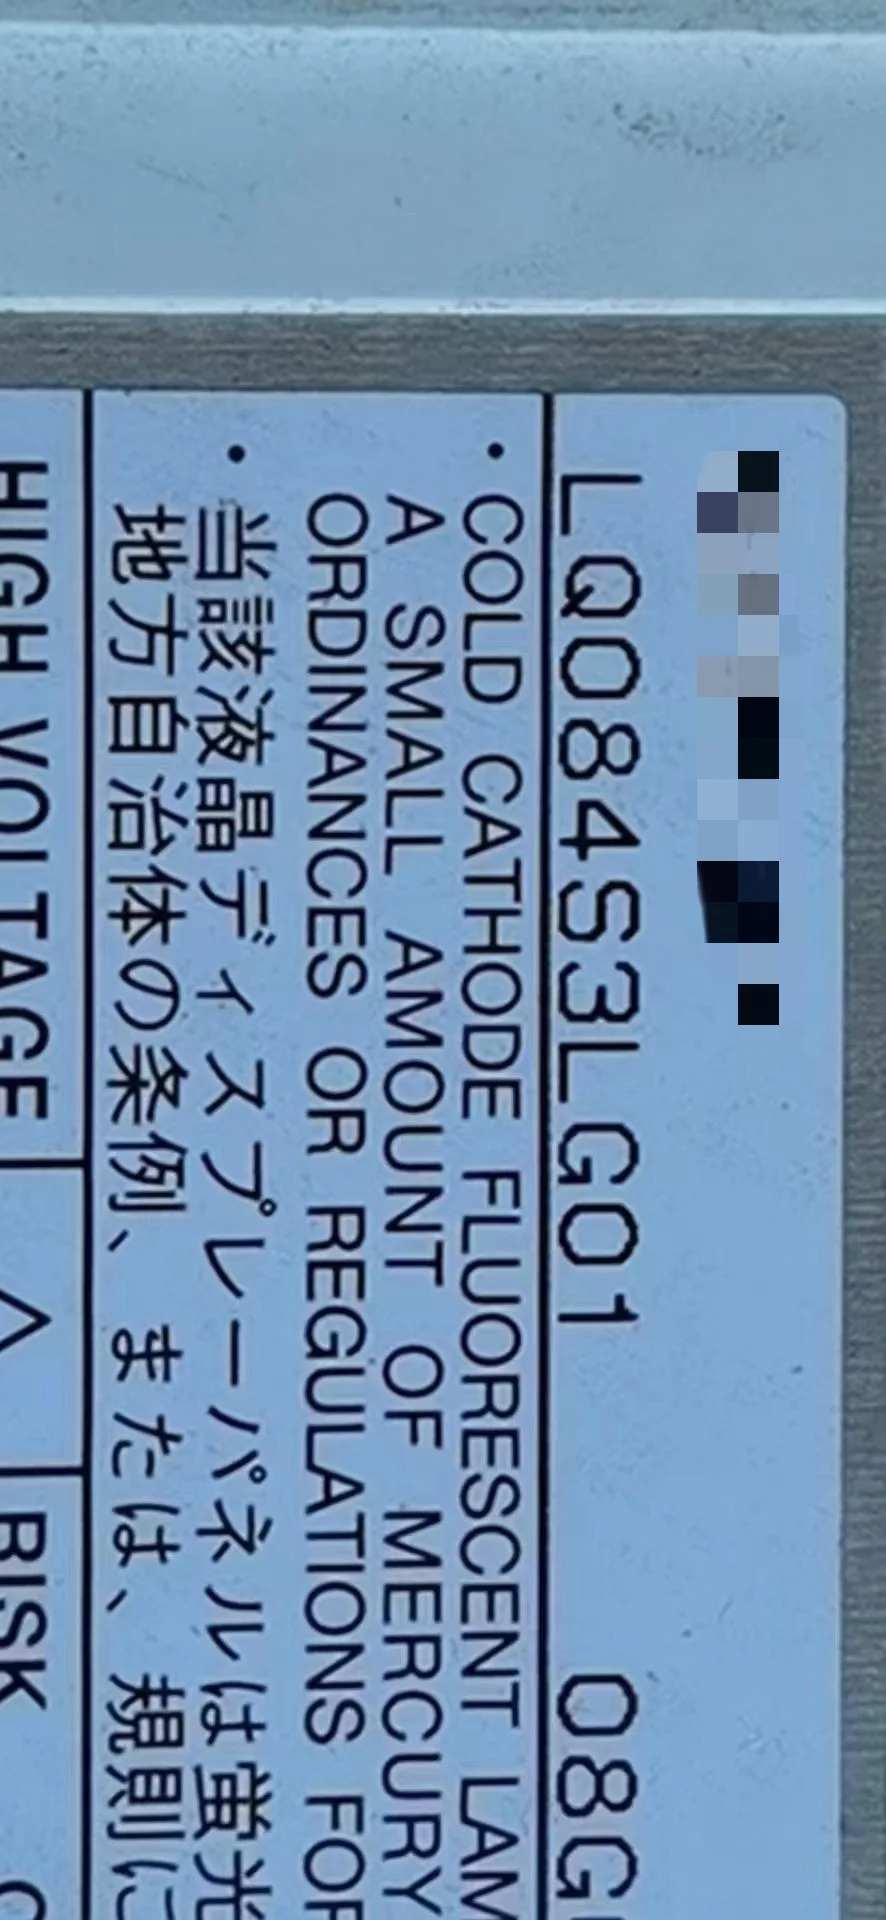 LQ084S3LG01 08G
• COLD CATHODE FLUORESCENT LAM
A SMALL AMOUNT OF MERCURY
ORDINANCES OR REGULATIONS FOR
• 当該液晶ディスプレーパネルは蛍光
地方自治体の条例、または、規則に
HIGH VOLTAGE
RISK